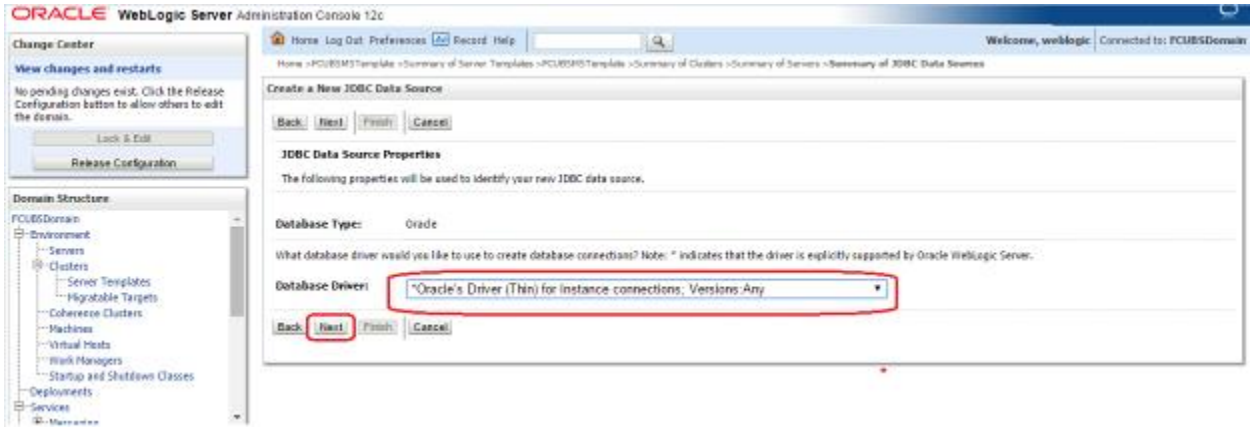 ORACLE WebLogic Server Administration Console 12c
Change Center
View changes and restarts
No pending changes exist. Click the Release
Configuration button to allow others to edit
the domain.
Lock & Edit
Release Configuration
Domain Structure
FCUBSDomain
Environment
Servers
Clusters
Server Templates
Migratable Targets
Coherence Clusters
Machines
Virtual Hosts
Work Managers
Startup and Shutdown Classes
Deployments
Services
Messaging
Home Log Out Preferences Record Help
Welcome, weblogic Connected to: FCUBSDomain
Home >FCUBSMSTemplate >Summary of Server Templates >FCUBSMSTemplate >Summary of Clusters >Summary of Servers >Summary of JDBC Data Sources
Create a New JDBC Data Source
Back Next Finish Cancel
JDBC Data Source Properties
The following properties will be used to identify your new JDBC data source.
Database Type: Oracle
What database driver would you like to use to create database connections? Note: * indicates that the driver is explicitly supported by Oracle WebLogic Server.
Database Driver: *Oracle's Driver (Thin) for Instance connections; Versions:Any
Back Next Finish Cancel
*